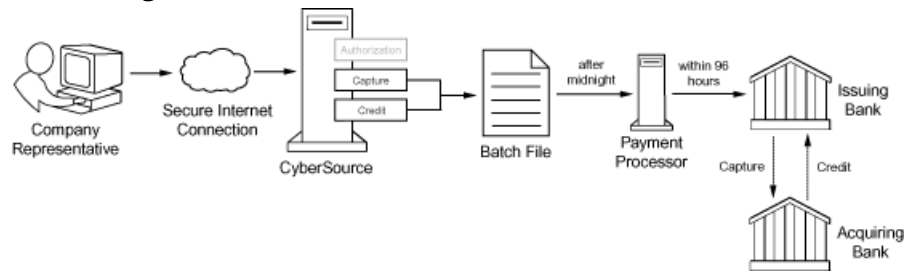 Company
Representative
Secure Internet
Connection
Authorization
Capture
Credit
CyberSource
Batch File
after
midnight
Payment
Processor
within 96
hours
Issuing
Bank
Capture
Credit
Acquiring
Bank